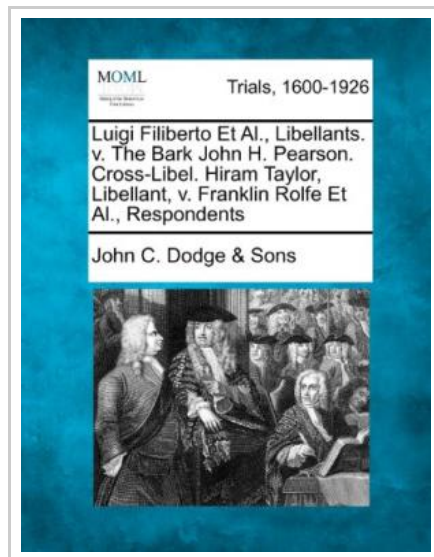 MOML
Trials, 1600-1926
Luigi Filiberto Et Al., Libellants.
v. The Bark John H. Pearson.
Cross-Libel. Hiram Taylor,
Libellant, v. Franklin Rolfe Et
Al., Respondents
John C. Dodge & Sons